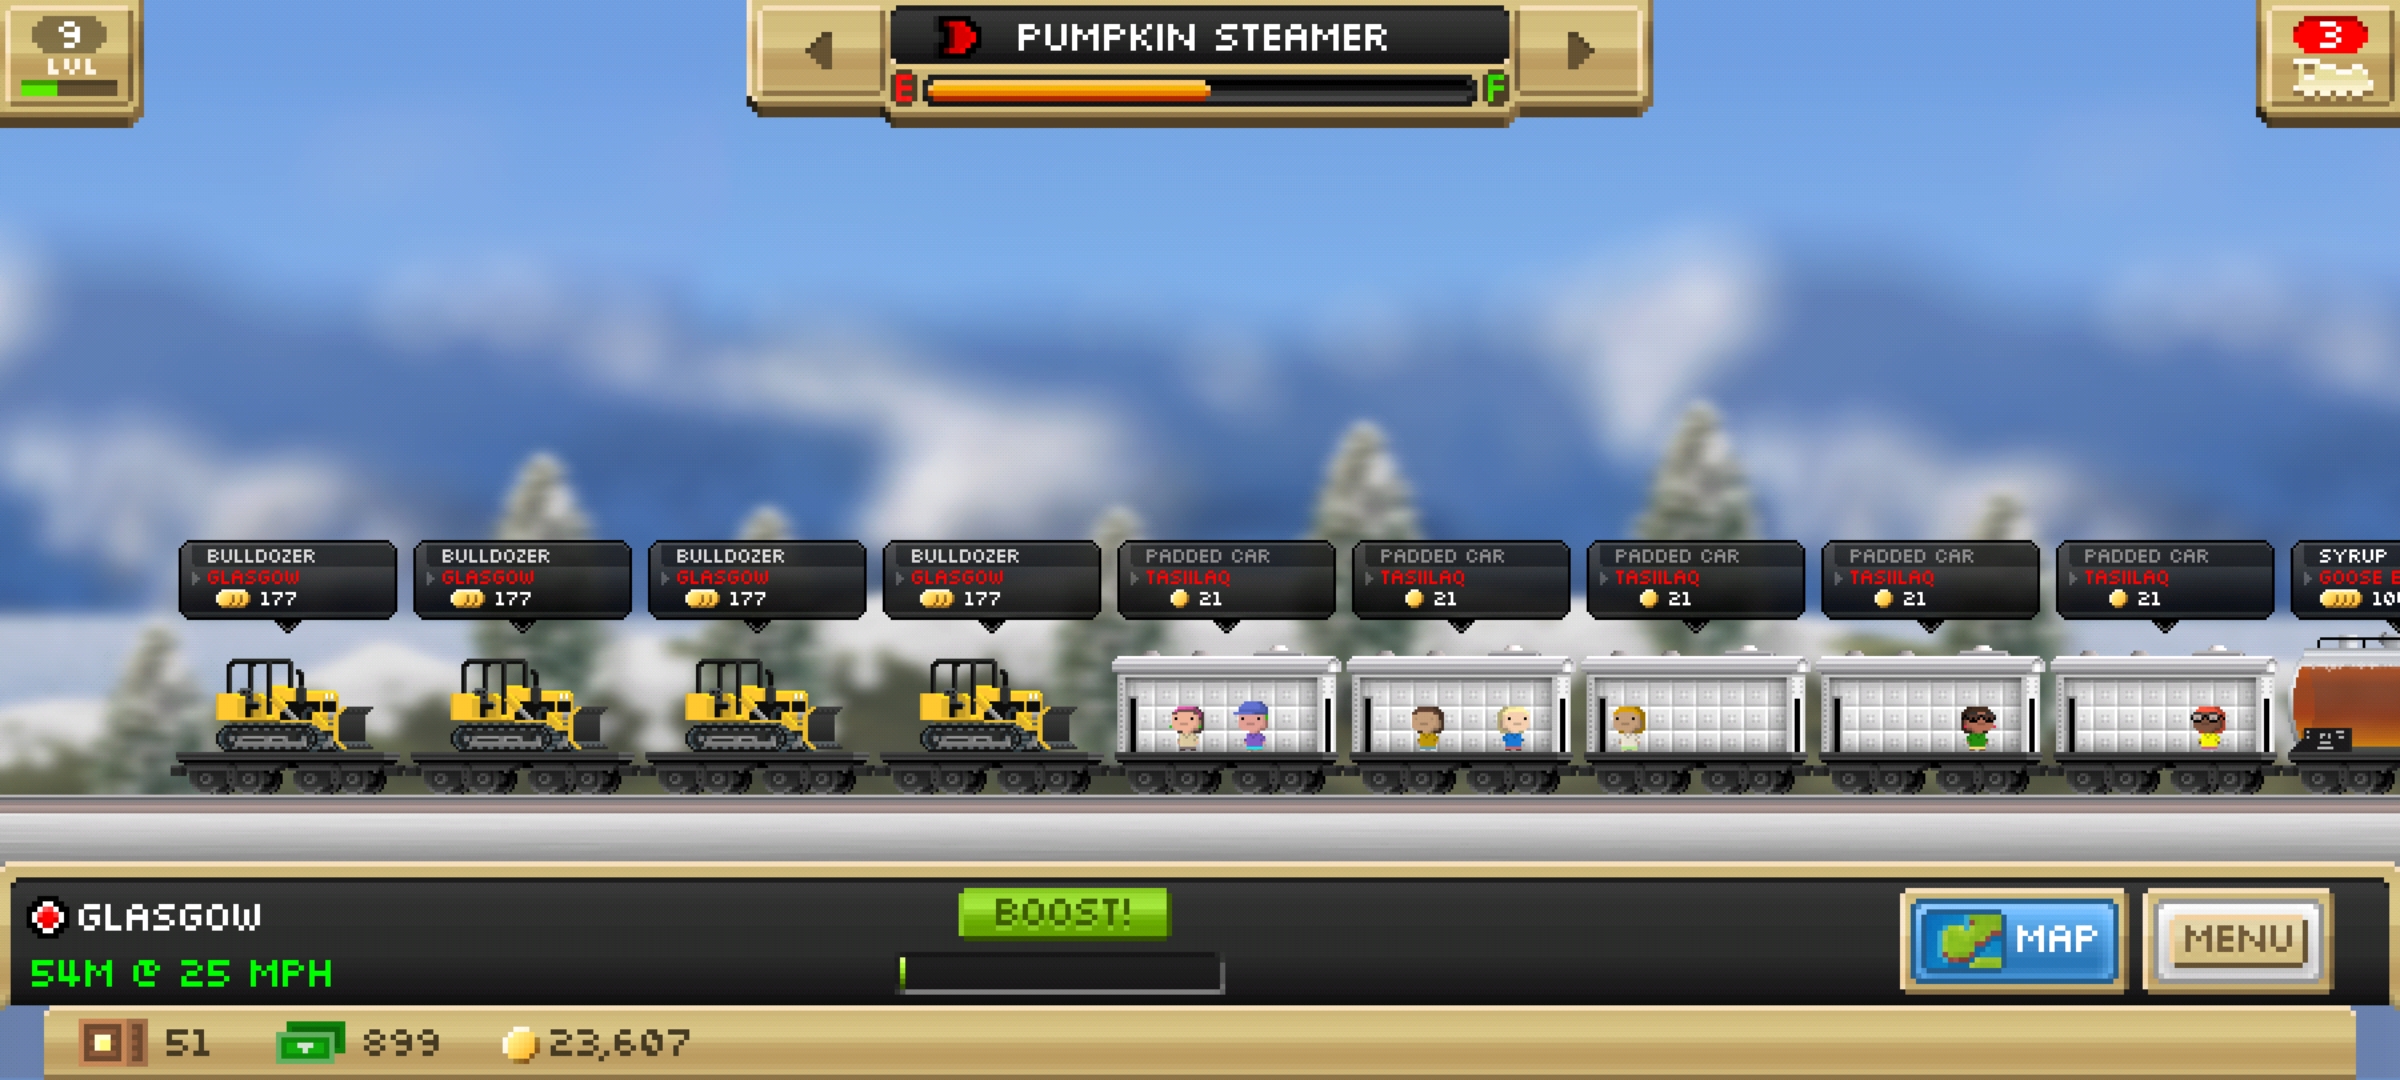 9
LVL
PUMPKIN STEAMER
E
F
3
BULLDOZER
GLASGOW
177
BULLDOZER
GLASGOW
177
BULLDOZER
GLASGOW
177
BULLDOZER
GLASGOW
177
PADDED CAR
TASIILAQ
21
PADDED CAR
TASIILAQ
21
PADDED CAR
TASIILAQ
21
PADDED CAR
TASIILAQ
21
PADDED CAR
TASIILAQ
21
SYRUP
GOOSE
GLASGOW
54M @ 25 MPH
BOOST!
MAP
MENU
51
899
23,607